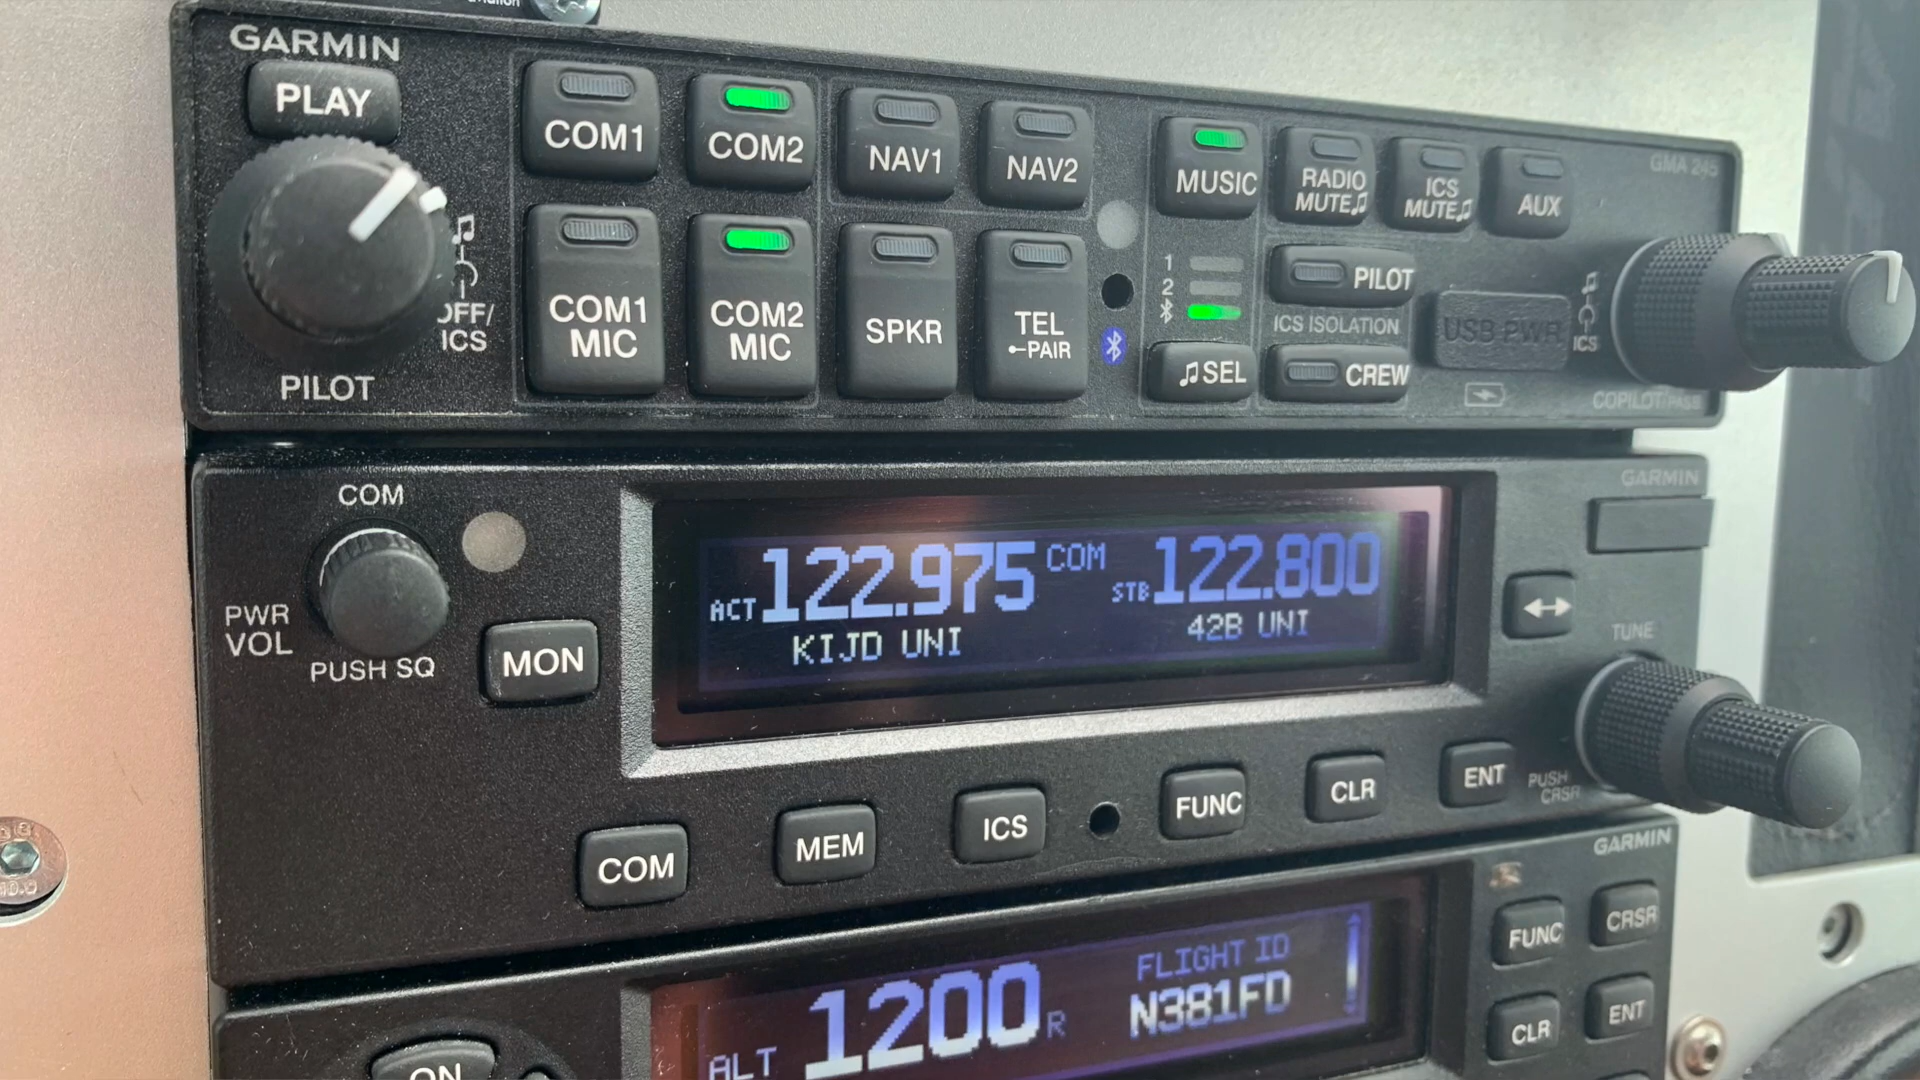 GARMIN
PLAY
COM1
COM2
NAV1
NAV2
MUSIC
RADIO
MUTE♫
ICS
MUTE♫
AUX
GMA 245
OFF/
ICS
PILOT
COM1
MIC
COM2
MIC
SPKR
TEL
PAIR
1
2
♫SEL
PILOT
ICS ISOLATION
CREW
USB PWR
ICS
COPILOT/PASS
GARMIN
COM
PWR
VOL
PUSH SQ
MON
ACT 122.975 COM
KIJD UNI
STB 122.800
42B UNI
TUNE
PUSH
CRSR
COM
MEM
ICS
FUNC
CLR
ENT
GARMIN
ALT 1200 R
FLIGHT ID
N381FD
FUNC
CRSR
CLR
ENT
ON